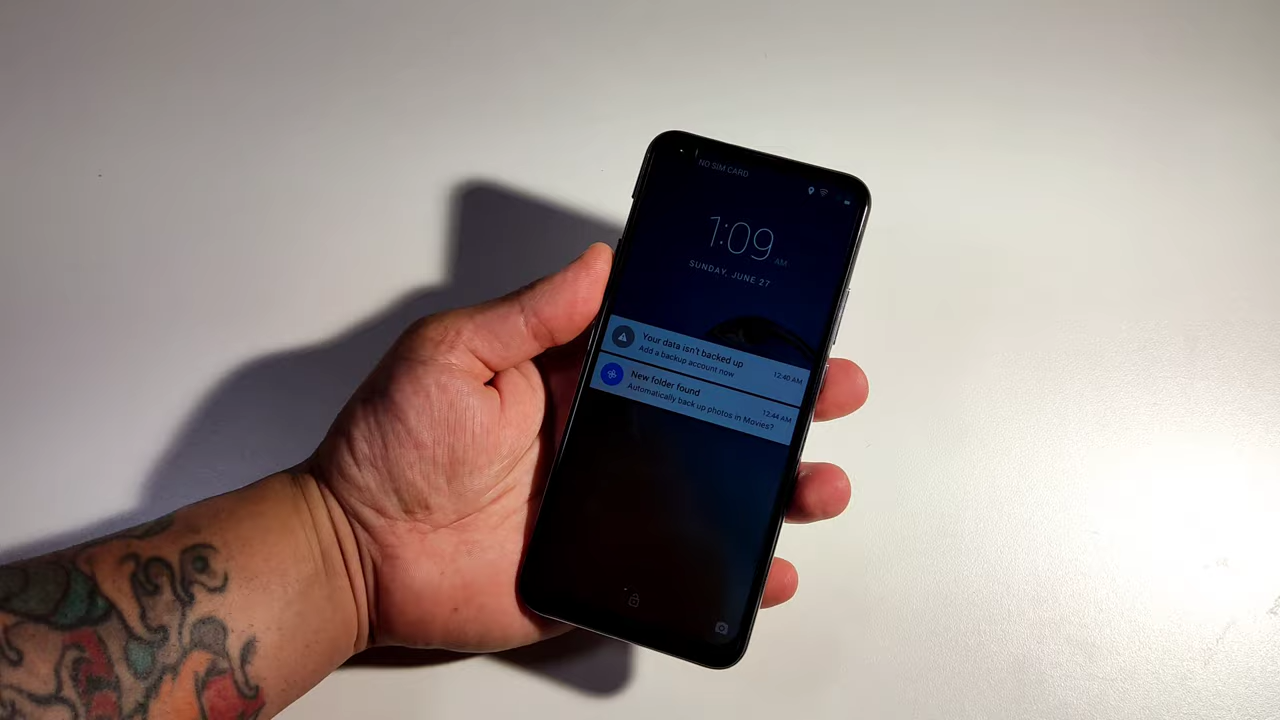 NO SIM CARD
1:09 AM
SUNDAY, JUNE 27
Your data isn't backed up
Add a backup account now
12:40 AM
New folder found
12:44 AM
Automatically back up photos in Movies?